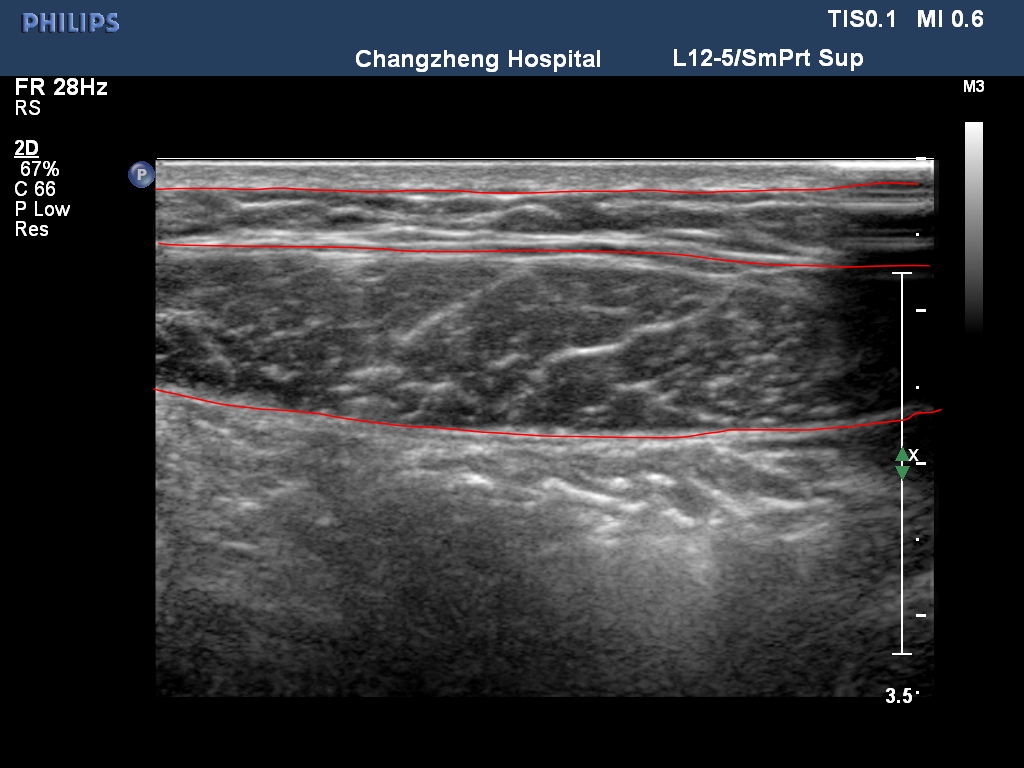 PHILIPS
TIS0.1 MI 0.6
Changzheng Hospital
L12-5/SmPrt Sup
FR 28Hz
RS
M3
2D
67%
C 66
P Low
Res
P
X
3.5